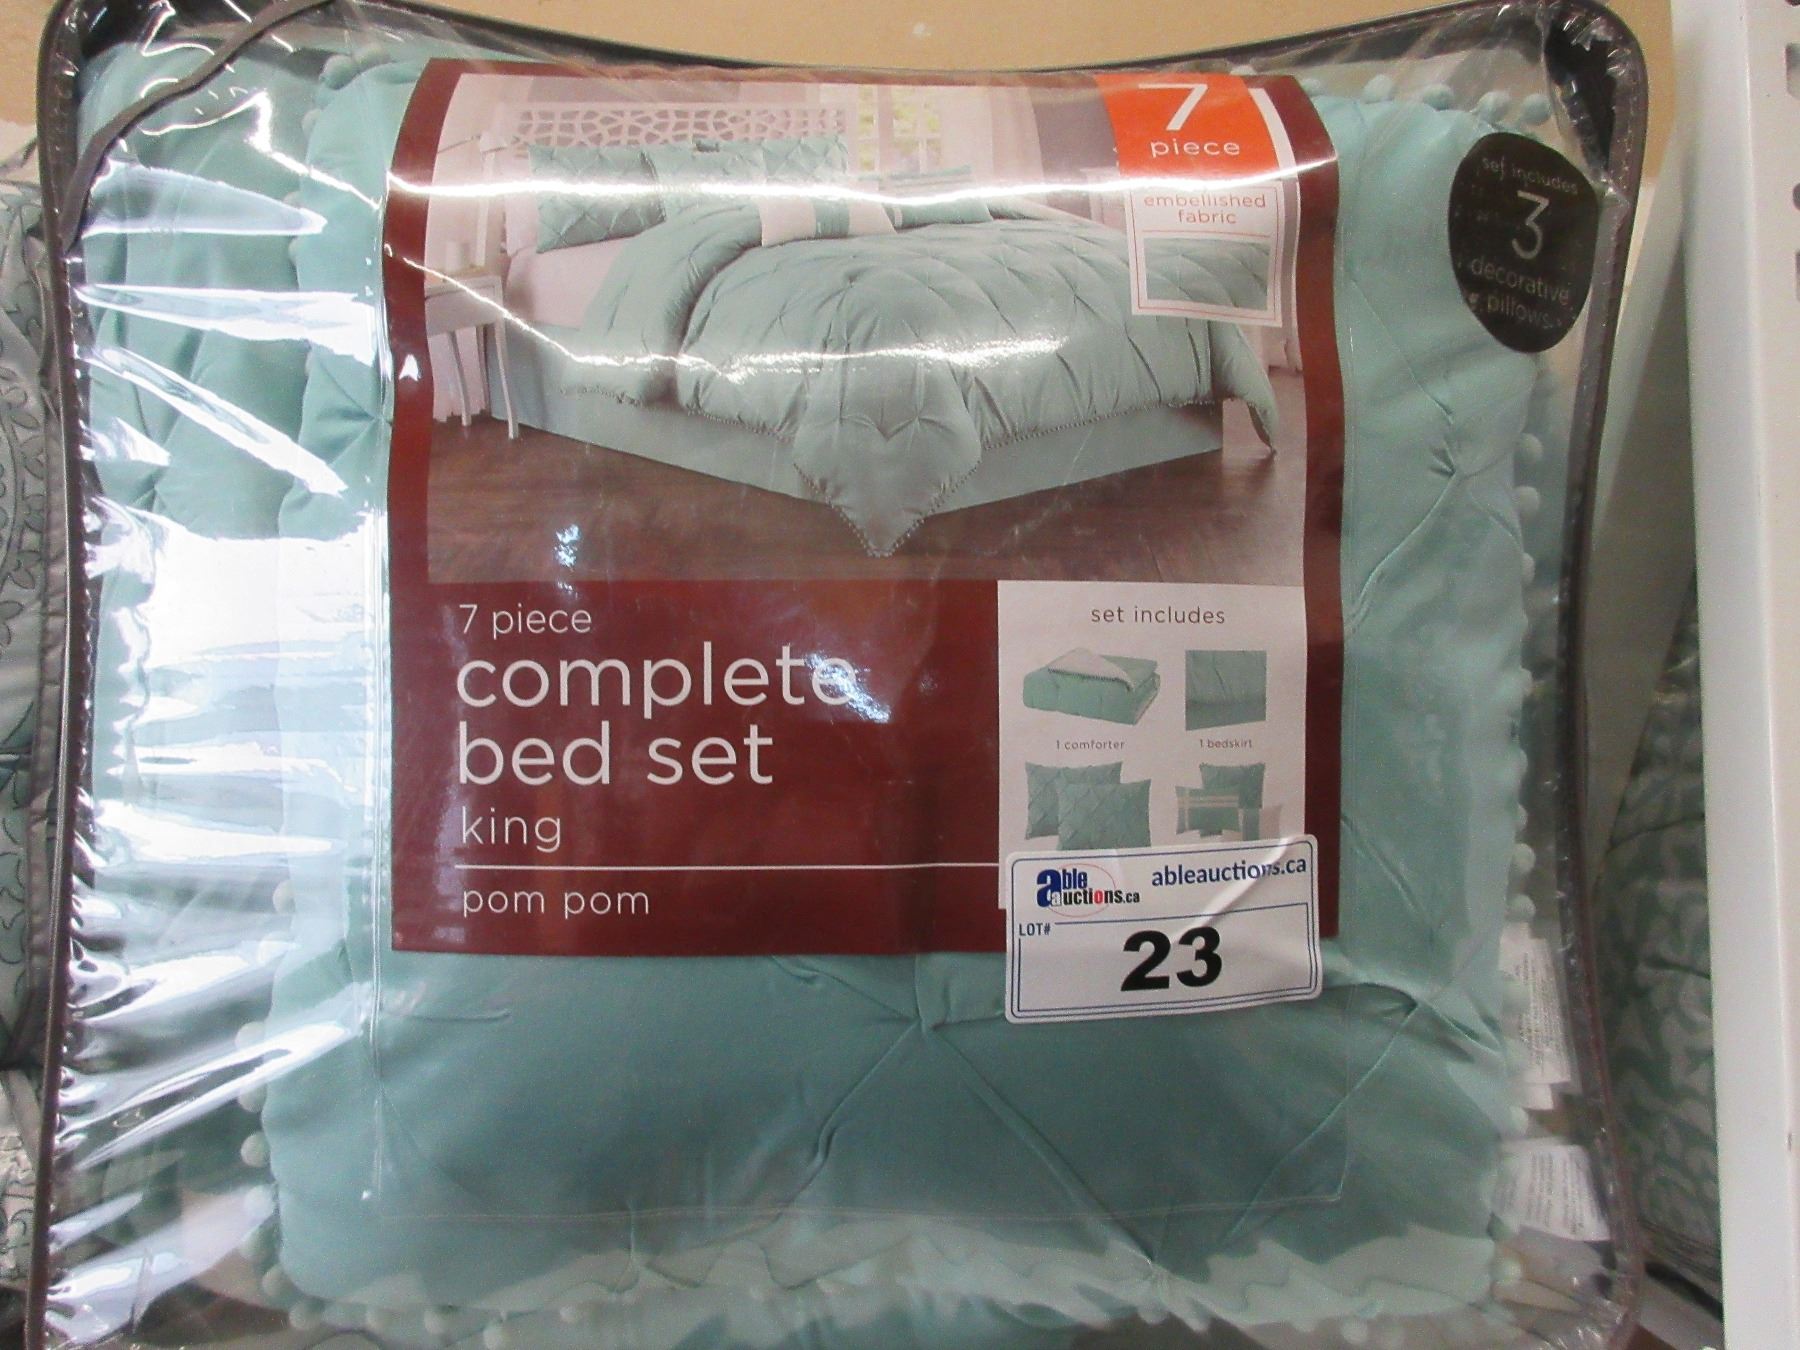 7
piece
embellished
fabric
set includes
3
decorative
pillows
7 piece
complete
bed set
king
pom pom
set includes
1 comforter
1 bedskirt
able
auctions.ca
ableauctions.ca
LOT#
23